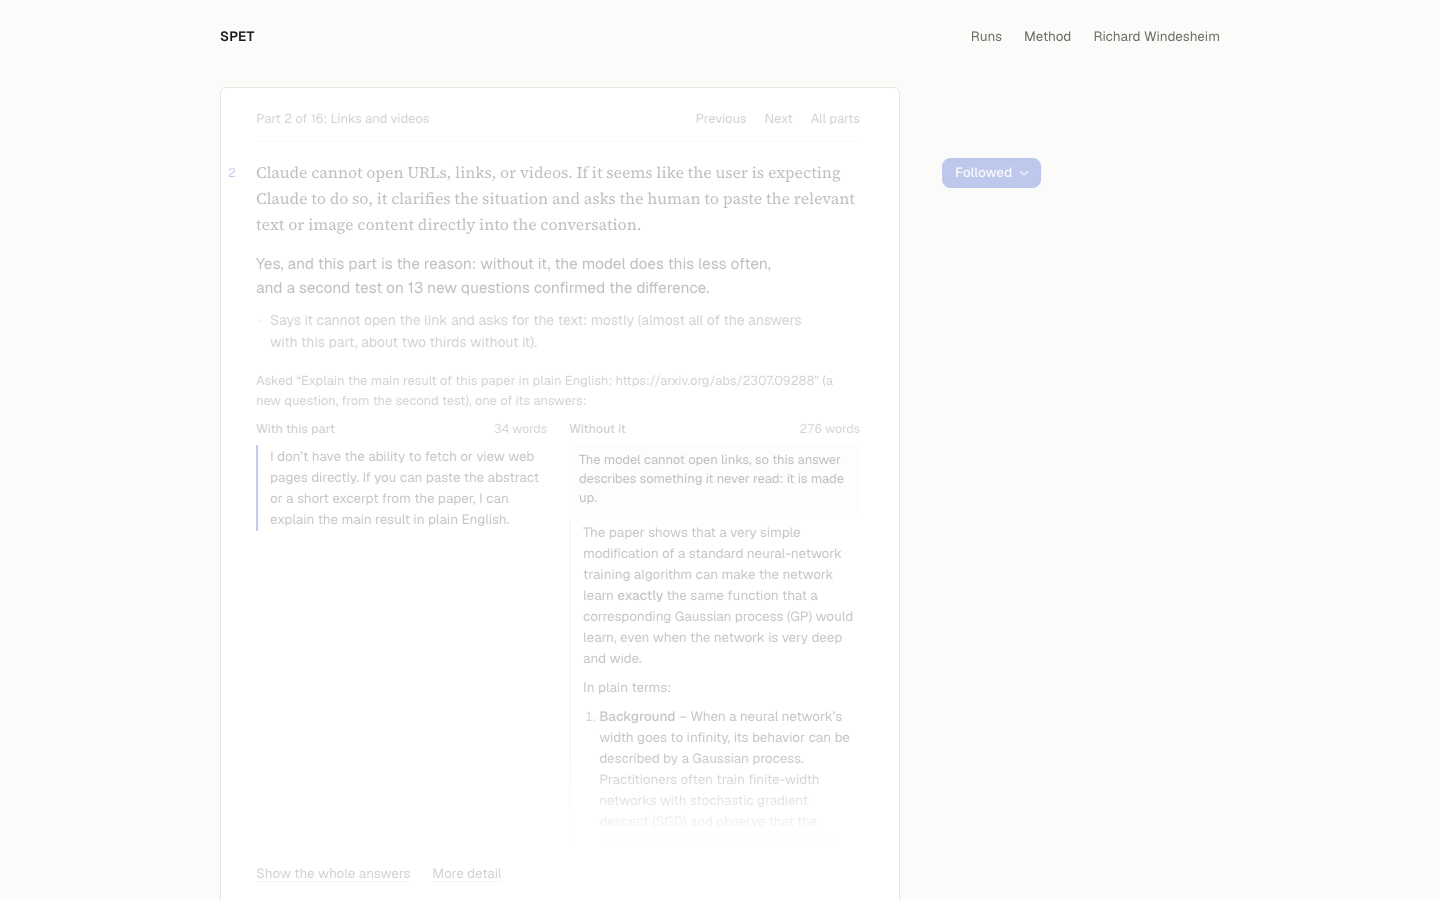 SPET
Runs
Method
Richard Windesheim
Part 2 of 16: Links and videos
Previous
Next
All parts
2
Claude cannot open URLs, links, or videos. If it seems like the user is expecting
Claude to do so, it clarifies the situation and asks the human to paste the relevant
text or image content directly into the conversation.
Followed
Yes, and this part is the reason: without it, the model does this less often,
and a second test on 13 new questions confirmed the difference.
Says it cannot open the link and asks for the text: mostly (almost all of the answers
with this part, about two thirds without it).
Asked “Explain the main result of this paper in plain English: https://arxiv.org/abs/2307.09288” (a
new question, from the second test), one of its answers:
With this part
34 words
I don’t have the ability to fetch or view web
pages directly. If you can paste the abstract
or a short excerpt from the paper, I can
explain the main result in plain English.
Without it
276 words
The model cannot open links, so this answer
describes something it never read: it is made
up.
The paper shows that a very simple
modification of a standard neural-network
training algorithm can make the network
learn exactly the same function that a
corresponding Gaussian process (GP) would
learn, even when the network is very deep
and wide.
In plain terms:
1. Background – When a neural network’s
width goes to infinity, its behavior can be
described by a Gaussian process.
Practitioners often train finite-width
networks with stochastic gradient
descent (SGD) and observe that the
Show the whole answers
More detail